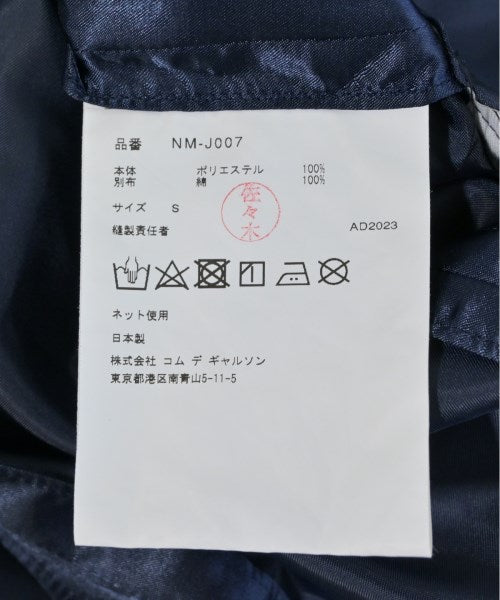 品番 NM-J007
本体 ポリエステル 100%
別布 綿 100%
サイズ S
佐々木
縫製責任者 AD2023
ネット使用
日本製
株式会社 コム デ ギャルソン
東京都港区南青山5-11-5